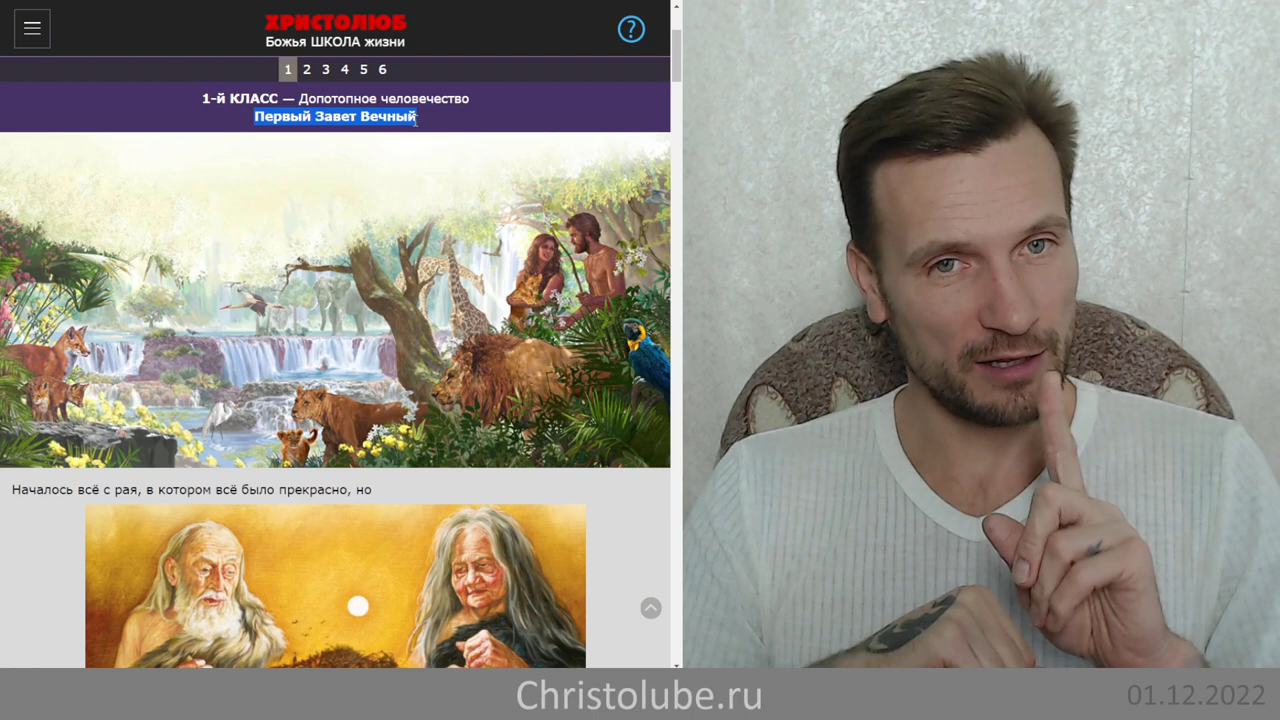 ХРИСТОЛЮБ
Божья ШКОЛА жизни
?
1 2 3 4 5 6
1-й КЛАСС — Допотопное человечество
Первый Завет Вечный
Началось всё с рая, в котором всё было прекрасно, но
Christolube.ru
01.12.2022